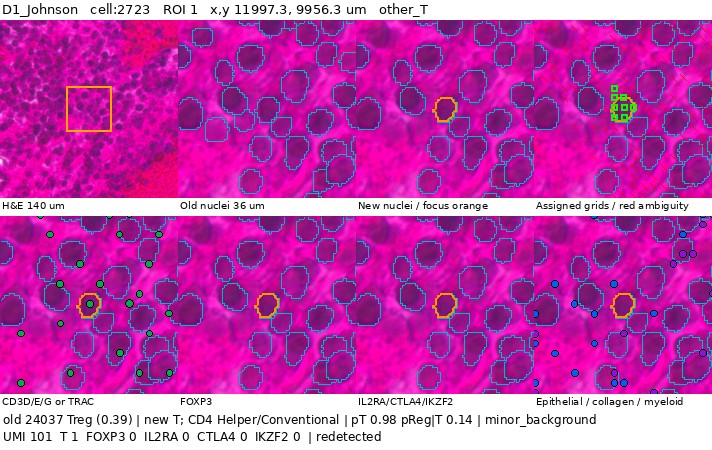 D1_Johnson   cell:2723   ROI 1   x,y 11997.3, 9956.3 um   other_T
H&E 140 um
Old nuclei 36 um
New nuclei / focus orange
Assigned grids / red ambiguity
CD3D/E/G or TRAC
FOXP3
IL2RA/CTLA4/IKZF2
Epithelial / collagen / myeloid
old 24037 Treg (0.39) | new T; CD4 Helper/Conventional | pT 0.98 pReg|T 0.14 | minor_background
UMI 101  T 1  FOXP3 0  IL2RA 0  CTLA4 0  IKZF2 0  | redetected